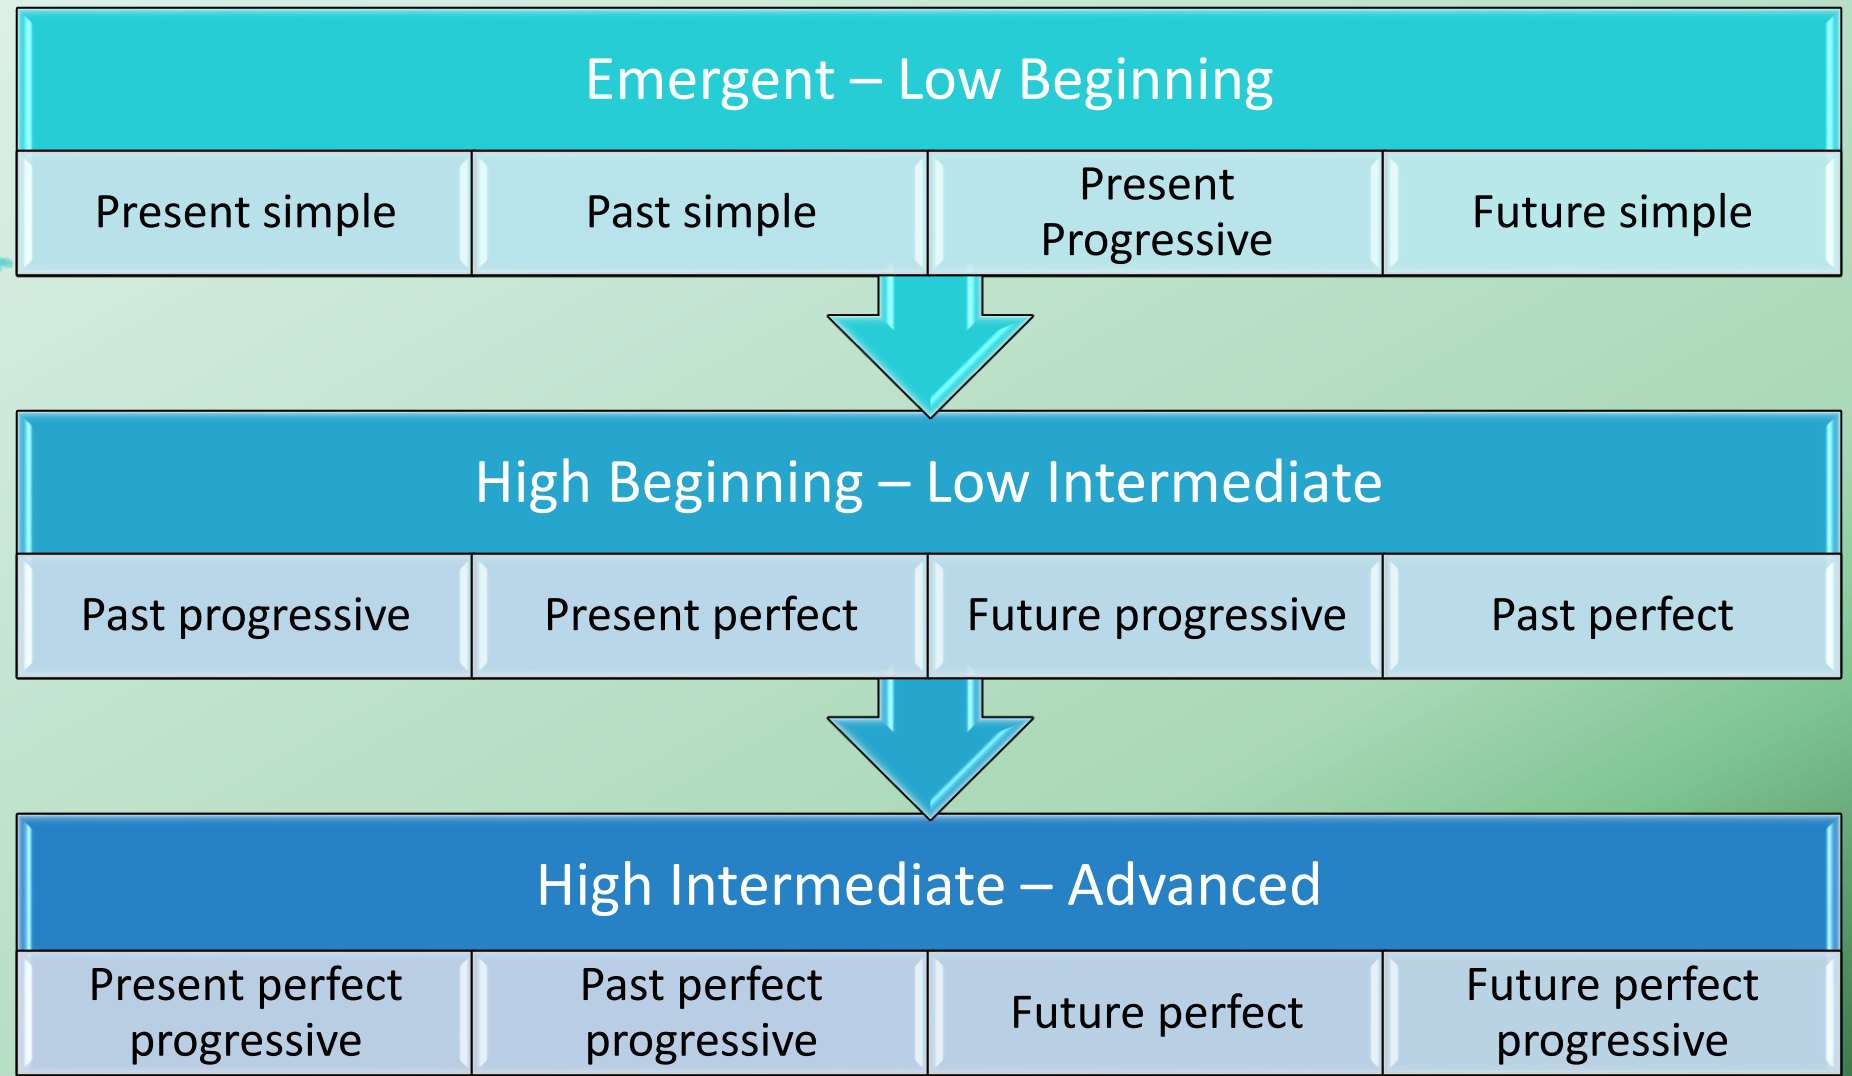 Emergent – Low Beginning
Present simple
Past simple
Present
Progressive
Future simple
High Beginning – Low Intermediate
Past progressive
Present perfect
Future progressive
Past perfect
High Intermediate – Advanced
Present perfect
progressive
Past perfect
progressive
Future perfect
Future perfect
progressive